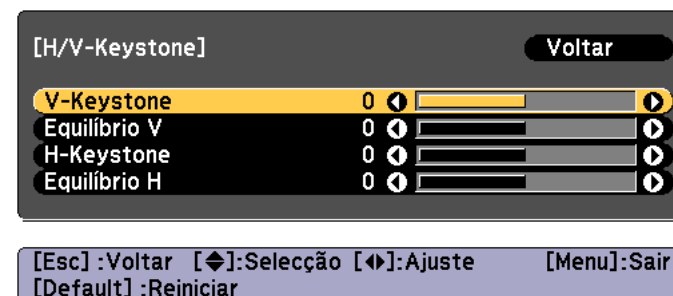 [H/V-Keystone] Voltar
V-Keystone 0
Equilíbrio V 0
H-Keystone 0
Equilíbrio H 0
[Esc] :Voltar [◆]:Selecção [◀▶]:Ajuste [Menu]:Sair
[Default] :Reiniciar